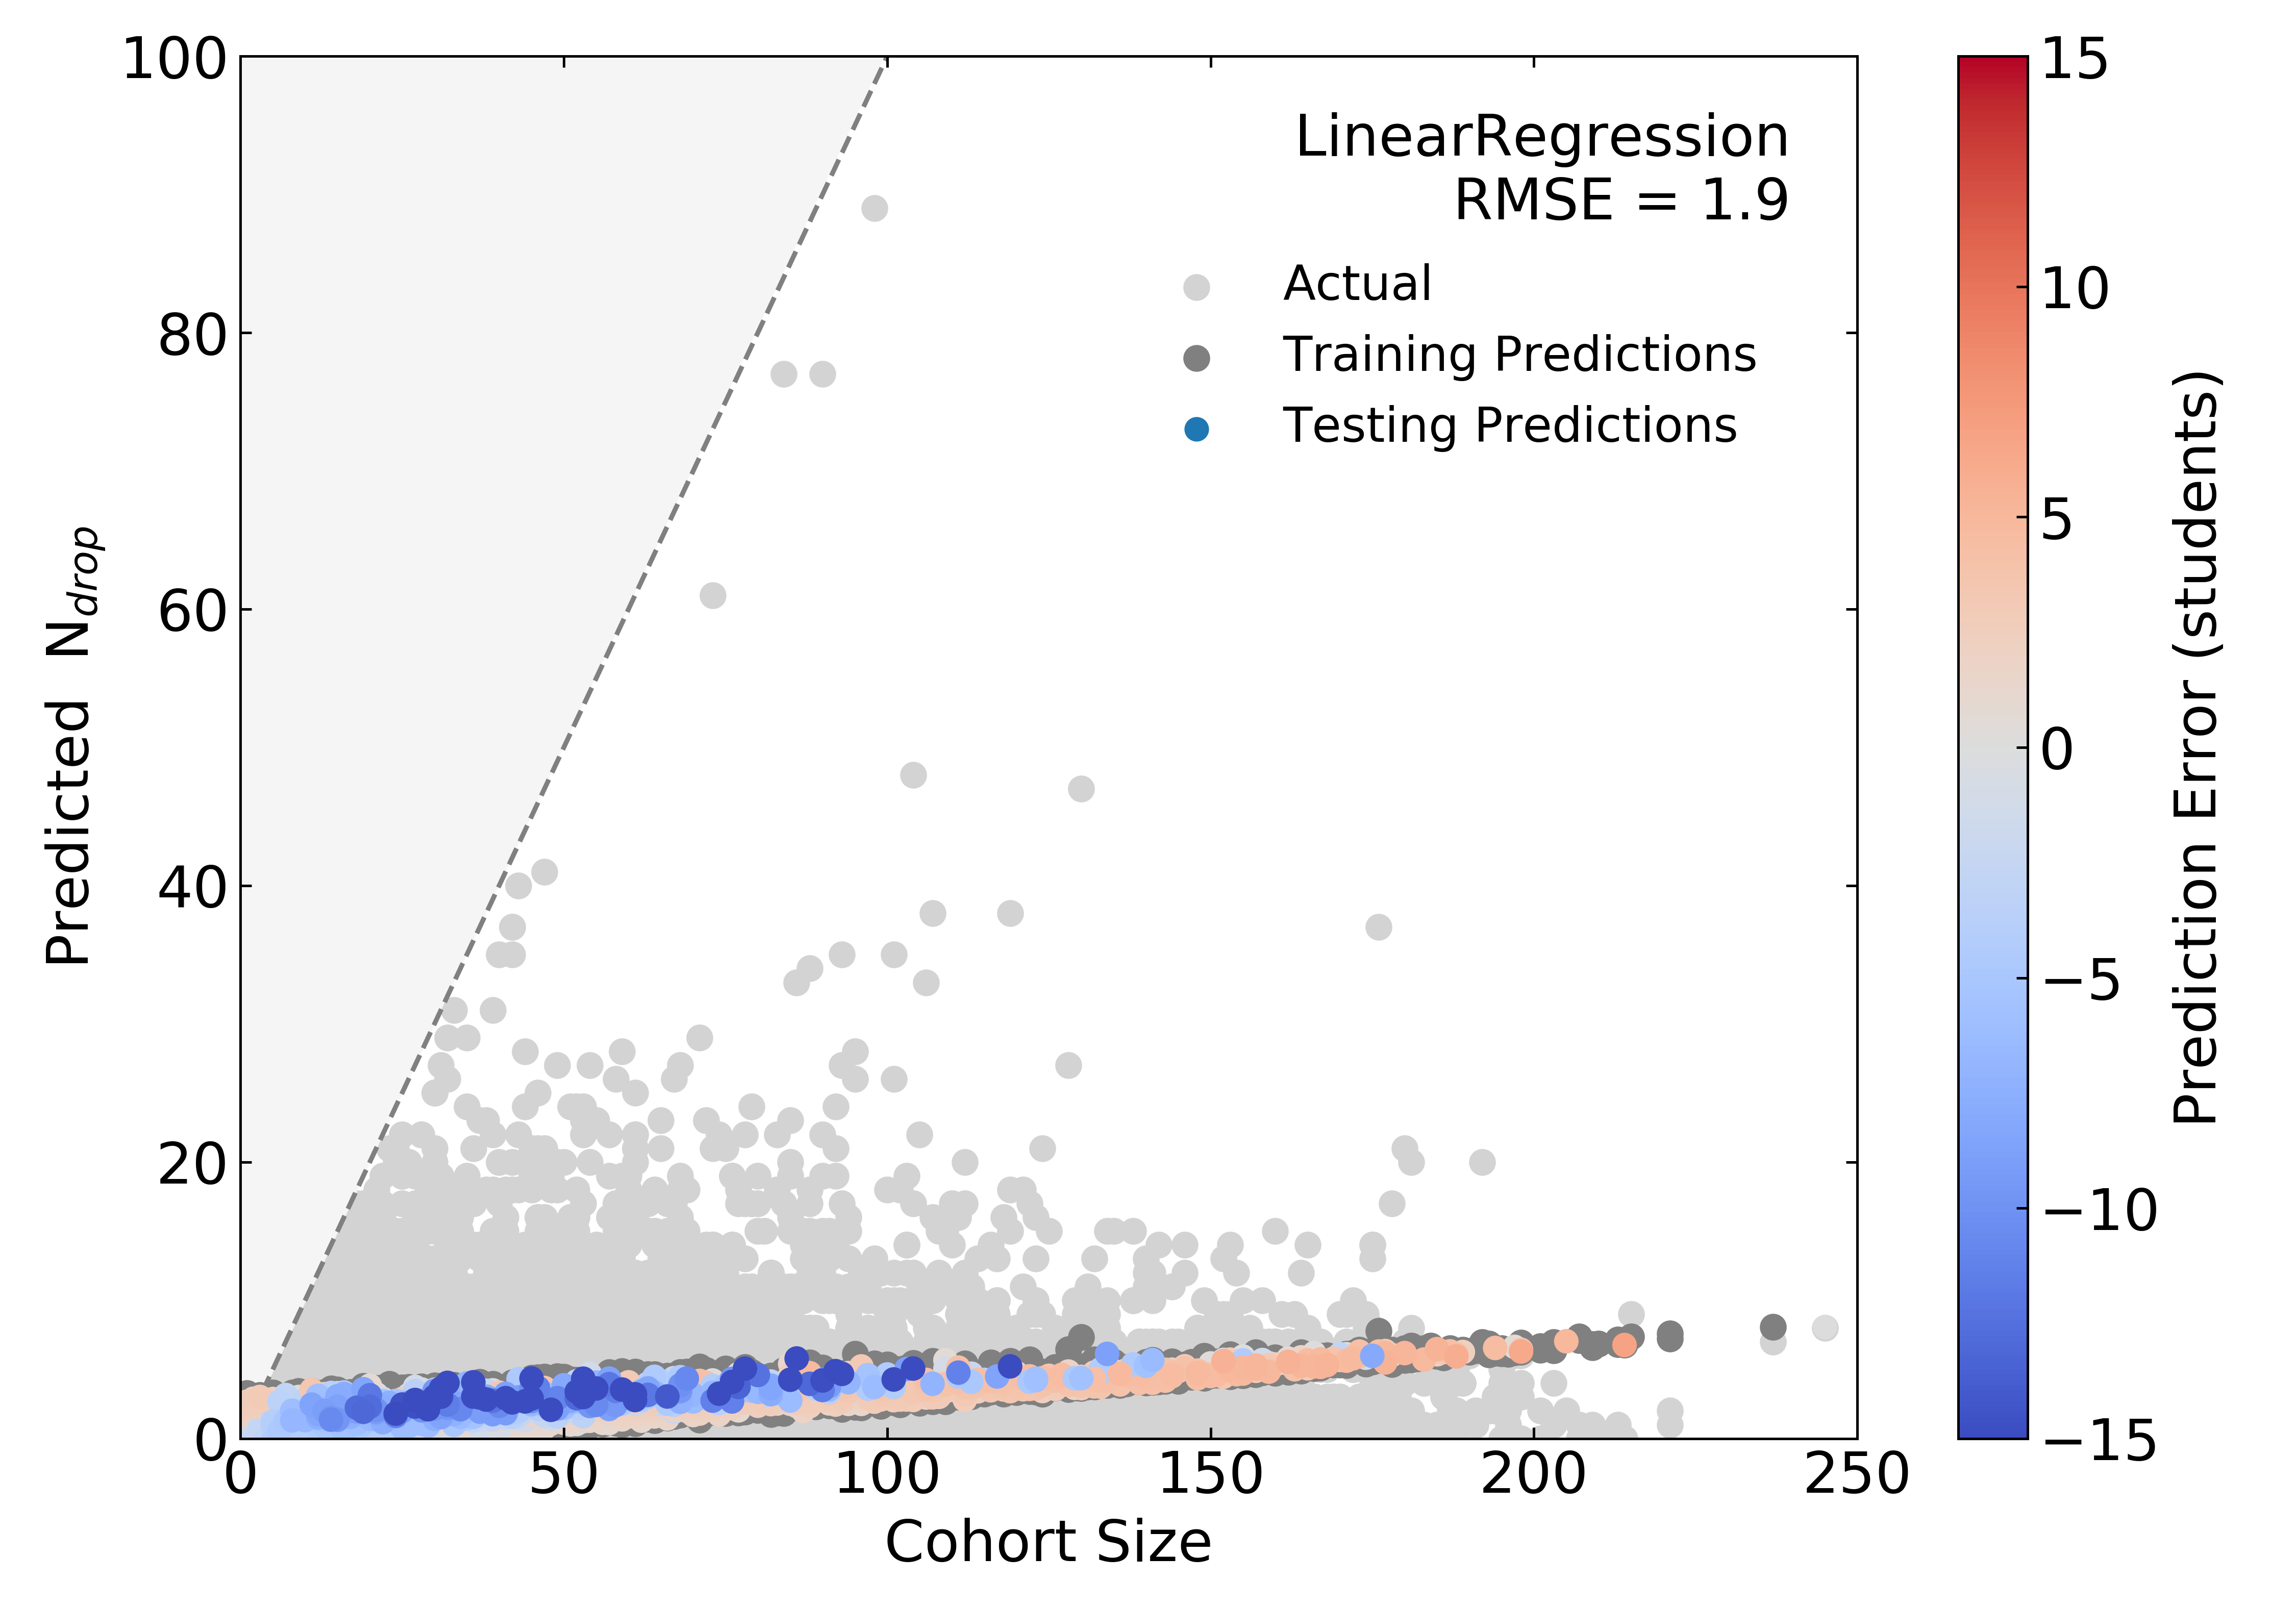 LinearRegression
RMSE = 1.9
Actual
Training Predictions
Testing Predictions
Predicted N_drop
100
80
60
40
20
0
0
50
100
150
200
250
Cohort Size
15
10
5
0
−5
−10
−15
Prediction Error (students)